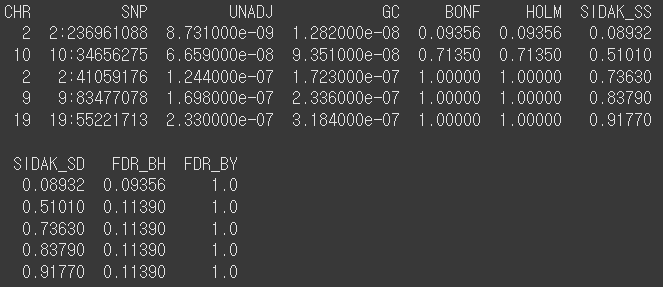 CHR SNP UNADJ GC BONF HOLM SIDAK_SS
2 2:236961088 8.731000e-09 1.282000e-08 0.09356 0.09356 0.08932
10 10:34656275 6.659000e-08 9.351000e-08 0.71350 0.71350 0.51010
2 2:41059176 1.244000e-07 1.723000e-07 1.00000 1.00000 0.73630
9 9:83477078 1.698000e-07 2.336000e-07 1.00000 1.00000 0.83790
19 19:55221713 2.330000e-07 3.184000e-07 1.00000 1.00000 0.91770
SIDAK_SD FDR_BH FDR_BY
0.08932 0.09356 1.0
0.51010 0.11390 1.0
0.73630 0.11390 1.0
0.83790 0.11390 1.0
0.91770 0.11390 1.0